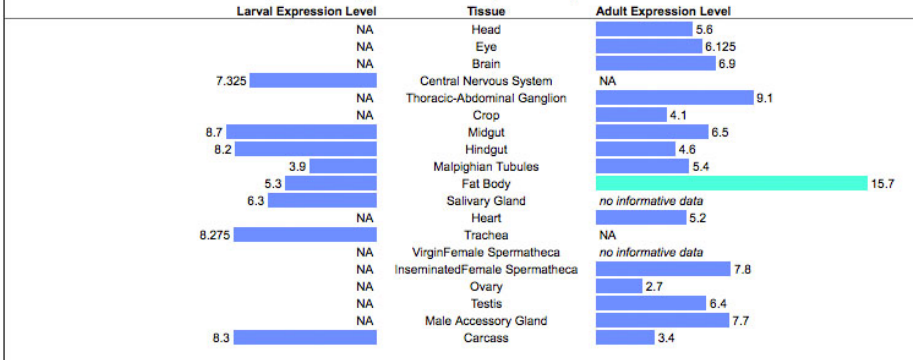 Larval Expression Level Tissue Adult Expression Level
NA Head 5.6
NA Eye 6.125
NA Brain 6.9
7.325 Central Nervous System NA
NA Thoracic-Abdominal Ganglion 9.1
NA Crop 4.1
8.7 Midgut 6.5
8.2 Hindgut 4.6
3.9 Malpighian Tubules 5.4
5.3 Fat Body 15.7
6.3 Salivary Gland no informative data
NA Heart 5.2
8.275 Trachea NA
NA VirginFemale Spermatheca no informative data
NA InseminatedFemale Spermatheca 7.8
NA Ovary 2.7
NA Testis 6.4
NA Male Accessory Gland 7.7
8.3 Carcass 3.4